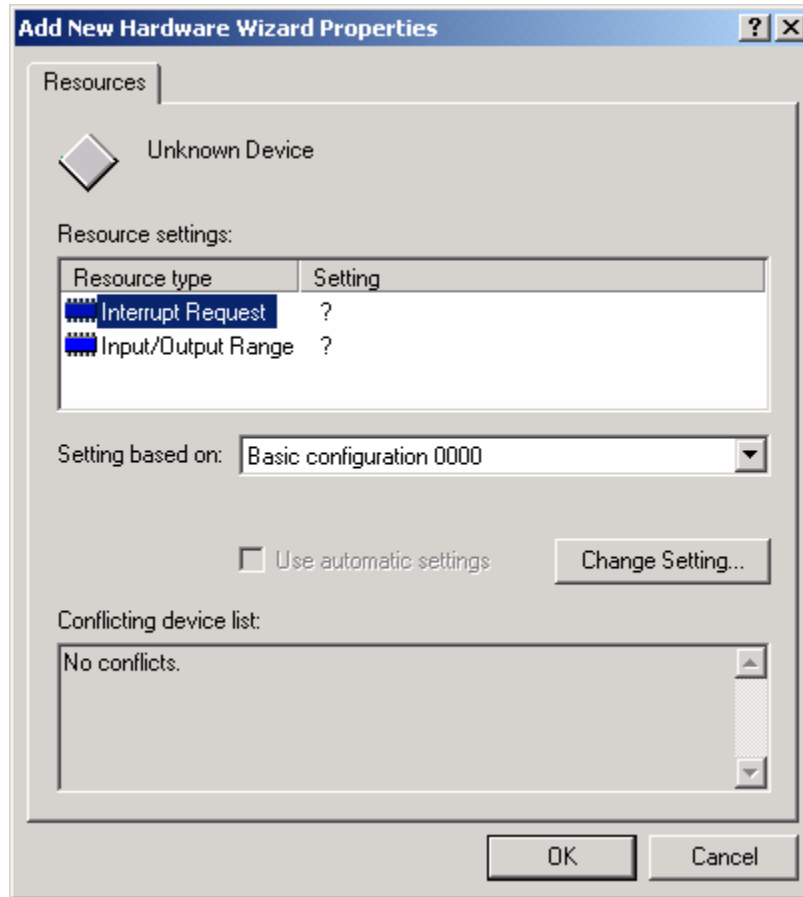 Add New Hardware Wizard Properties
Resources
Unknown Device
Resource settings:
Resource type Setting
Interrupt Request ?
Input/Output Range ?
Setting based on: Basic configuration 0000
Use automatic settings Change Setting...
Conflicting device list:
No conflicts.
OK Cancel